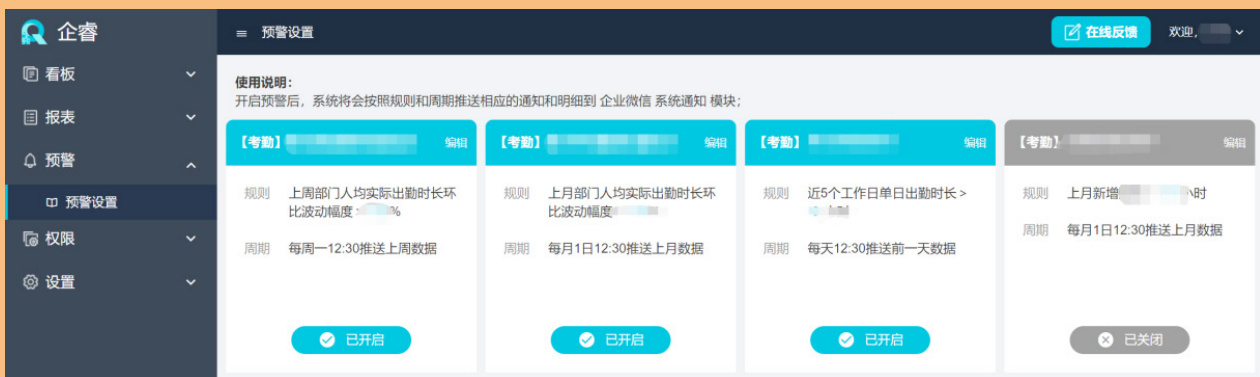 企睿
≡ 预警设置
在线反馈
欢迎,
看板
报表
预警
预警设置
权限
设置
使用说明：
开启预警后，系统将会按照规则和周期推送相应的通知和明细到 企业微信 系统通知 模块；
【考勤】
编辑
规则 上周部门人均实际出勤时长环
比波动幅度 %
周期 每周一12:30推送上周数据
已开启
【考勤】
编辑
规则 上月部门人均实际出勤时长环
比波动幅度
周期 每月1日12:30推送上月数据
已开启
【考勤】
编辑
规则 近5个工作日单日出勤时长 >
周期 每天12:30推送前一天数据
已开启
【考勤】
编辑
规则 上月新增 时
周期 每月1日12:30推送上月数据
已关闭